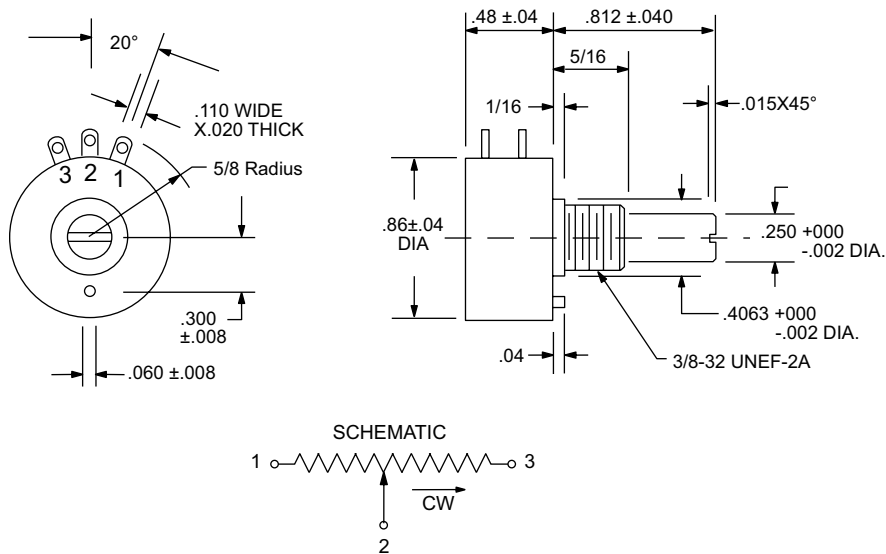 20°
.110 WIDE
X.020 THICK
3 2 1
5/8 Radius
.300
±.008
.060 ±.008
.48 ±.04
.812 ±.040
5/16
1/16
.015X45°
.86±.04
DIA
.250 +000
-.002 DIA.
.4063 +000
-.002 DIA.
.04
3/8-32 UNEF-2A
SCHEMATIC
1 3
CW
2